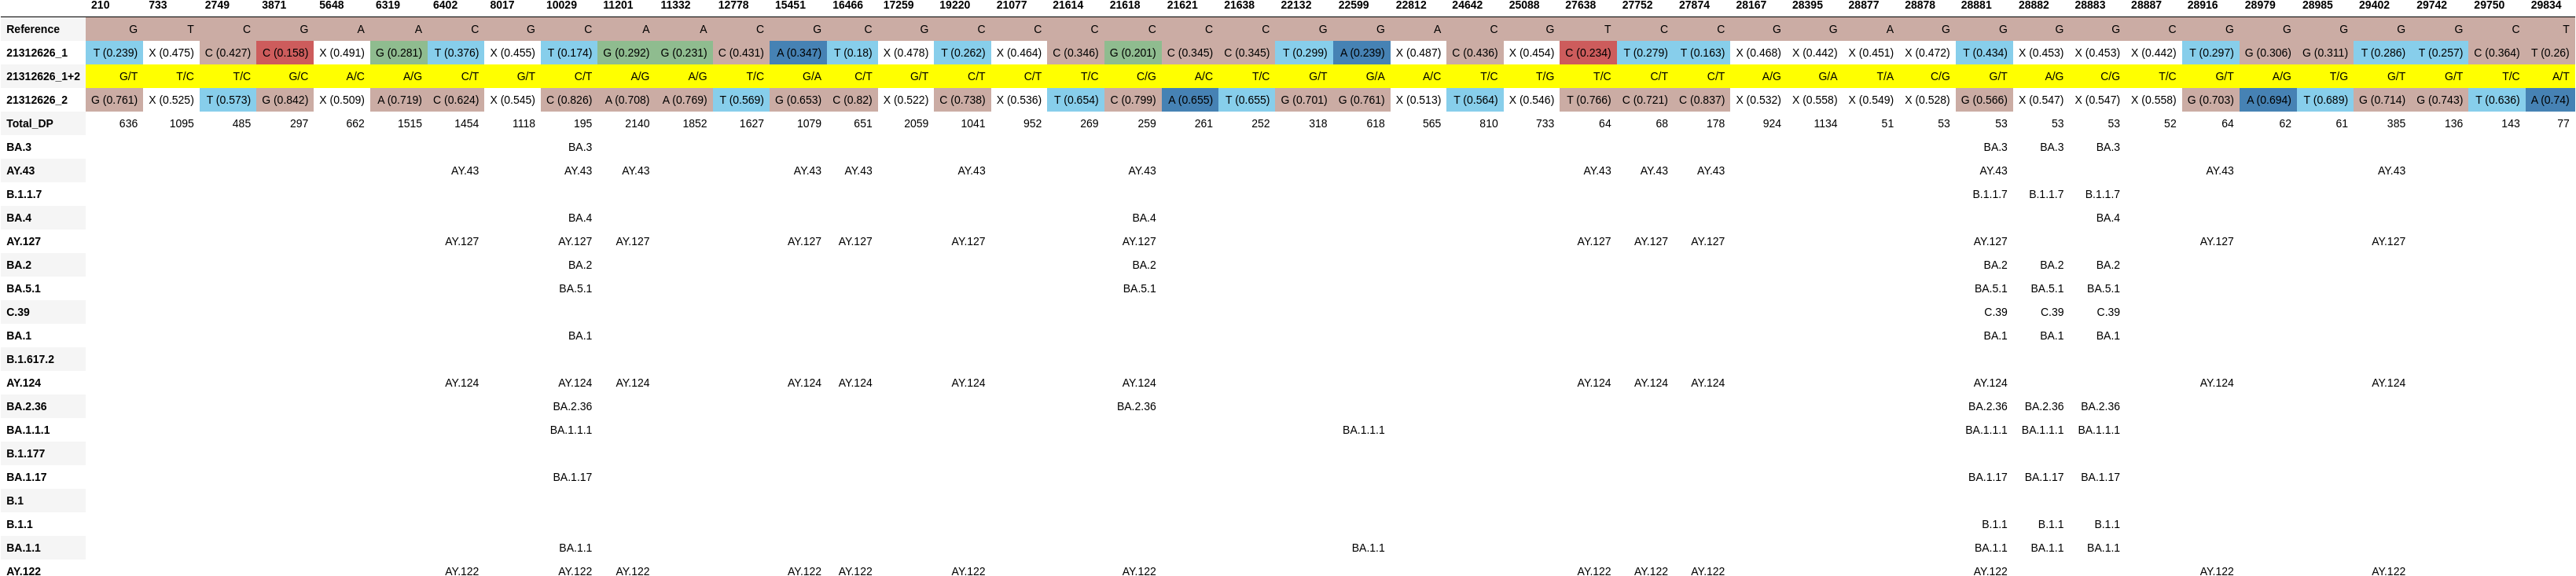 210 733 2749 3871 5648 6319 6402 8017 10029 11201 11332 12778 15451 16466 17259 19220 21077 21614 21618 21621 21638 22132 22599 22812 24642 25088 27638 27752 27874 28167 28395 28877 28878 28881 28882 28883 28887 28916 28979 28985 29402 29742 29750 29834
Reference G T C G A A C G C A A C G C G C C C C C C G G A C G T C C G G A G G G G C G G G G G C T
21312626_1 T (0.239) X (0.475) C (0.427) C (0.158) X (0.491) G (0.281) T (0.376) X (0.455) T (0.174) G (0.292) G (0.231) C (0.431) A (0.347) T (0.18) X (0.478) T (0.262) X (0.464) C (0.346) G (0.201) C (0.345) C (0.345) T (0.299) A (0.239) X (0.487) C (0.436) X (0.454) C (0.234) T (0.279) T (0.163) X (0.468) X (0.442) X (0.451) X (0.472) T (0.434) X (0.453) X (0.453) X (0.442) T (0.297) G (0.306) G (0.311) T (0.286) T (0.257) C (0.364) T (0.26)
21312626_1+2 G/T T/C T/C G/C A/C A/G C/T G/T C/T A/G A/G T/C G/A C/T G/T C/T C/T T/C C/G A/C T/C G/T G/A A/C T/C T/G T/C C/T C/T A/G G/A T/A C/G G/T A/G C/G T/C G/T A/G T/G G/T G/T T/C A/T
21312626_2 G (0.761) X (0.525) T (0.573) G (0.842) X (0.509) A (0.719) C (0.624) X (0.545) C (0.826) A (0.708) A (0.769) T (0.569) G (0.653) C (0.82) X (0.522) C (0.738) X (0.536) T (0.654) C (0.799) A (0.655) T (0.655) G (0.701) G (0.761) X (0.513) T (0.564) X (0.546) T (0.766) C (0.721) C (0.837) X (0.532) X (0.558) X (0.549) X (0.528) G (0.566) X (0.547) X (0.547) X (0.558) G (0.703) A (0.694) T (0.689) G (0.714) G (0.743) T (0.636) A (0.74)
Total_DP 636 1095 485 297 662 1515 1454 1118 195 2140 1852 1627 1079 651 2059 1041 952 269 259 261 252 318 618 565 810 733 64 68 178 924 1134 51 53 53 53 53 52 64 62 61 385 136 143 77
BA.3 BA.3 BA.3 BA.3 BA.3
AY.43 AY.43 AY.43 AY.43 AY.43 AY.43 AY.43 AY.43 AY.43 AY.43 AY.43 AY.43 AY.43 AY.43
B.1.1.7 B.1.1.7 B.1.1.7 B.1.1.7
BA.4 BA.4 BA.4 BA.4
AY.127 AY.127 AY.127 AY.127 AY.127 AY.127 AY.127 AY.127 AY.127 AY.127 AY.127 AY.127 AY.127 AY.127
BA.2 BA.2 BA.2 BA.2 BA.2 BA.2
BA.5.1 BA.5.1 BA.5.1 BA.5.1 BA.5.1 BA.5.1
C.39 C.39 C.39 C.39
BA.1 BA.1 BA.1 BA.1 BA.1
B.1.617.2
AY.124 AY.124 AY.124 AY.124 AY.124 AY.124 AY.124 AY.124 AY.124 AY.124 AY.124 AY.124 AY.124 AY.124
BA.2.36 BA.2.36 BA.2.36 BA.2.36 BA.2.36 BA.2.36
BA.1.1.1 BA.1.1.1 BA.1.1.1 BA.1.1.1 BA.1.1.1 BA.1.1.1
B.1.177
BA.1.17 BA.1.17 BA.1.17 BA.1.17 BA.1.17
B.1
B.1.1 B.1.1 B.1.1 B.1.1
BA.1.1 BA.1.1 BA.1.1 BA.1.1 BA.1.1 BA.1.1
AY.122 AY.122 AY.122 AY.122 AY.122 AY.122 AY.122 AY.122 AY.122 AY.122 AY.122 AY.122 AY.122 AY.122